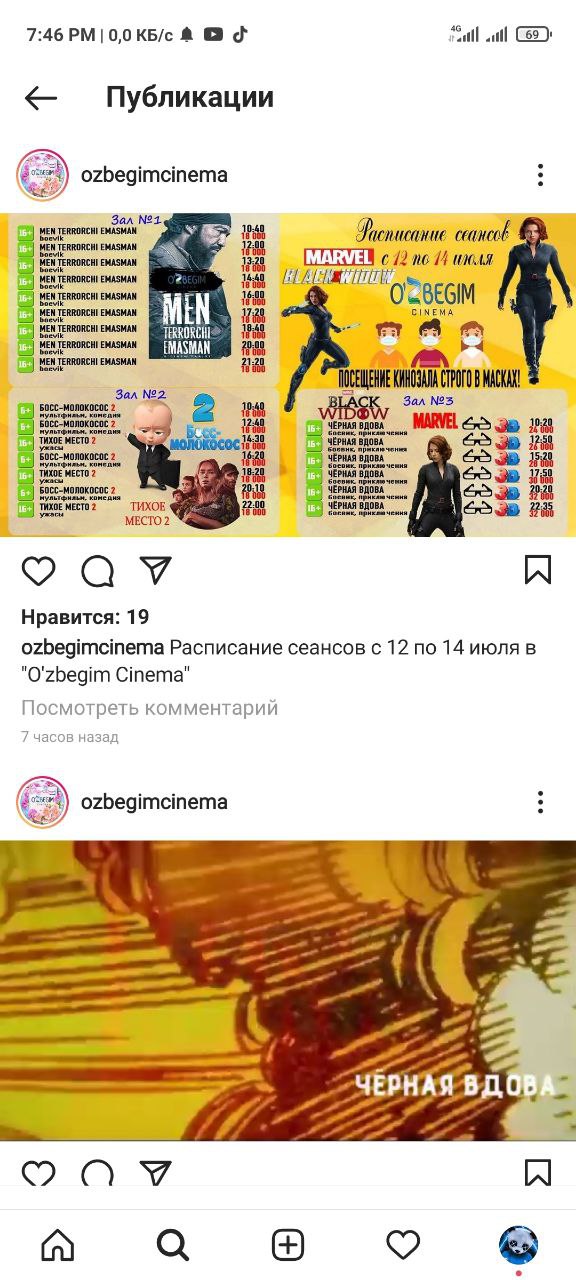 7:46 PM | 0,0 КБ/с
4G
69
Публикации
ozbegimcinema
Зал №1
16+ MEN TERRORCHI EMASMAN 10:40
boevik 18 000
16+ MEN TERRORCHI EMASMAN 12:00
boevik 18 000
16+ MEN TERRORCHI EMASMAN 13:20
boevik 18 000
16+ MEN TERRORCHI EMASMAN 14:40
boevik 18 000
16+ MEN TERRORCHI EMASMAN 16:00
boevik 18 000
16+ MEN TERRORCHI EMASMAN 17:20
boevik 18 000
16+ MEN TERRORCHI EMASMAN 18:40
boevik 18 000
16+ MEN TERRORCHI EMASMAN 20:00
boevik 18 000
16+ MEN TERRORCHI EMASMAN 21:20
boevik 18 000
O'ZBEGIM
MEN
TERRORCHI
EMASMAN
Расписание сеансов
MARVEL с 12 по 14 июля
BLACK WIDOW
O'ZBEGIM
CINEMA
ПОСЕЩЕНИЕ КИНОЗАЛА СТРОГО В МАСКАХ!
Зал №2
6+ БОСС-МОЛОКОСОС 2 10:40
мультфильм, комедия 18 000
6+ БОСС-МОЛОКОСОС 2 12:40
мультфильм, комедия 18 000
16+ ТИХОЕ МЕСТО 2 14:30
ужасы 18 000
6+ БОСС-МОЛОКОСОС 2 16:20
мультфильм, комедия 18 000
16+ ТИХОЕ МЕСТО 2 18:20
ужасы 18 000
6+ БОСС-МОЛОКОСОС 2 20:10
мультфильм, комедия 18 000
16+ ТИХОЕ МЕСТО 2 22:00
ужасы 18 000
2
БОСС-
МОЛОКОСОС
ТИХОЕ
МЕСТО 2
BLACK
WIDOW
Зал №3
MARVEL
16+ ЧЁРНАЯ ВДОВА 3D 10:20
боевик, приключения 26 000
16+ ЧЁРНАЯ ВДОВА 3D 12:50
боевик, приключения 26 000
16+ ЧЁРНАЯ ВДОВА 3D 15:20
боевик, приключения 28 000
16+ ЧЁРНАЯ ВДОВА 3D 17:50
боевик, приключения 30 000
16+ ЧЁРНАЯ ВДОВА 3D 20:20
боевик, приключения 32 000
16+ ЧЁРНАЯ ВДОВА 3D 22:35
боевик, приключения 32 000
Нравится: 19
ozbegimcinema Расписание сеансов с 12 по 14 июля в
"O'zbegim Cinema"
Посмотреть комментарий
7 часов назад
ozbegimcinema
ЧЁРНАЯ ВДОВА